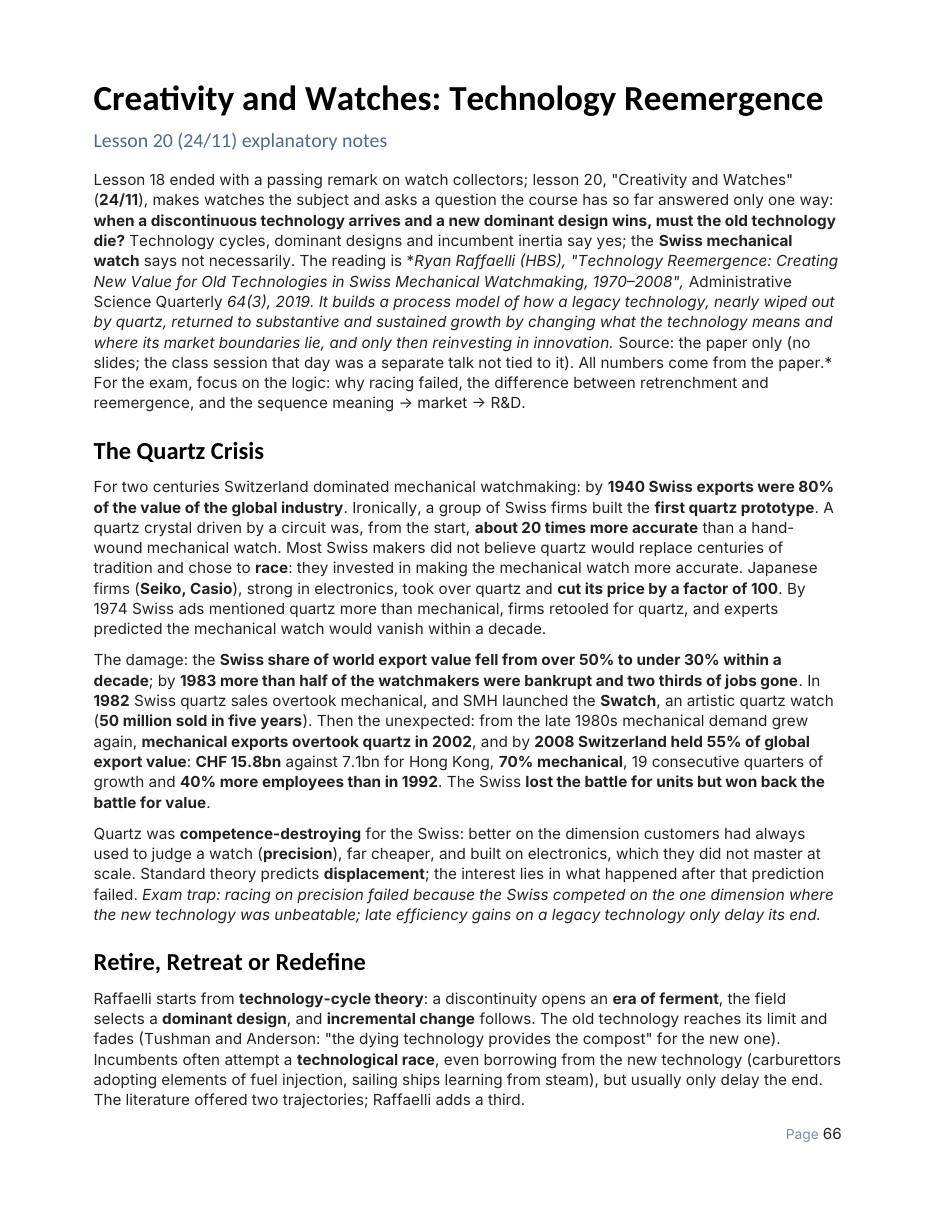 Creativity and Watches: Technology Reemergence
Lesson 20 (24/11) explanatory notes
Lesson 18 ended with a passing remark on watch collectors; lesson 20, "Creativity and Watches"
(24/11), makes watches the subject and asks a question the course has so far answered only one way:
when a discontinuous technology arrives and a new dominant design wins, must the old technology
die? Technology cycles, dominant designs and incumbent inertia say yes; the Swiss mechanical
watch says not necessarily. The reading is *Ryan Raffaelli (HBS), "Technology Reemergence: Creating
New Value for Old Technologies in Swiss Mechanical Watchmaking, 1970–2008", Administrative
Science Quarterly 64(3), 2019. It builds a process model of how a legacy technology, nearly wiped out
by quartz, returned to substantive and sustained growth by changing what the technology means and
where its market boundaries lie, and only then reinvesting in innovation. Source: the paper only (no
slides; the class session that day was a separate talk not tied to it). All numbers come from the paper.*
For the exam, focus on the logic: why racing failed, the difference between retrenchment and
reemergence, and the sequence meaning → market → R&D.
The Quartz Crisis
For two centuries Switzerland dominated mechanical watchmaking: by 1940 Swiss exports were 80%
of the value of the global industry. Ironically, a group of Swiss firms built the first quartz prototype. A
quartz crystal driven by a circuit was, from the start, about 20 times more accurate than a hand-
wound mechanical watch. Most Swiss makers did not believe quartz would replace centuries of
tradition and chose to race: they invested in making the mechanical watch more accurate. Japanese
firms (Seiko, Casio), strong in electronics, took over quartz and cut its price by a factor of 100. By
1974 Swiss ads mentioned quartz more than mechanical, firms retooled for quartz, and experts
predicted the mechanical watch would vanish within a decade.
The damage: the Swiss share of world export value fell from over 50% to under 30% within a
decade; by 1983 more than half of the watchmakers were bankrupt and two thirds of jobs gone. In
1982 Swiss quartz sales overtook mechanical, and SMH launched the Swatch, an artistic quartz watch
(50 million sold in five years). Then the unexpected: from the late 1980s mechanical demand grew
again, mechanical exports overtook quartz in 2002, and by 2008 Switzerland held 55% of global
export value: CHF 15.8bn against 7.1bn for Hong Kong, 70% mechanical, 19 consecutive quarters of
growth and 40% more employees than in 1992. The Swiss lost the battle for units but won back the
battle for value.
Quartz was competence-destroying for the Swiss: better on the dimension customers had always
used to judge a watch (precision), far cheaper, and built on electronics, which they did not master at
scale. Standard theory predicts displacement; the interest lies in what happened after that prediction
failed. Exam trap: racing on precision failed because the Swiss competed on the one dimension where
the new technology was unbeatable; late efficiency gains on a legacy technology only delay its end.
Retire, Retreat or Redefine
Raffaelli starts from technology-cycle theory: a discontinuity opens an era of ferment, the field
selects a dominant design, and incremental change follows. The old technology reaches its limit and
fades (Tushman and Anderson: "the dying technology provides the compost" for the new one).
Incumbents often attempt a technological race, even borrowing from the new technology (carburettors
adopting elements of fuel injection, sailing ships learning from steam), but usually only delay the end.
The literature offered two trajectories; Raffaelli adds a third.
Page 66